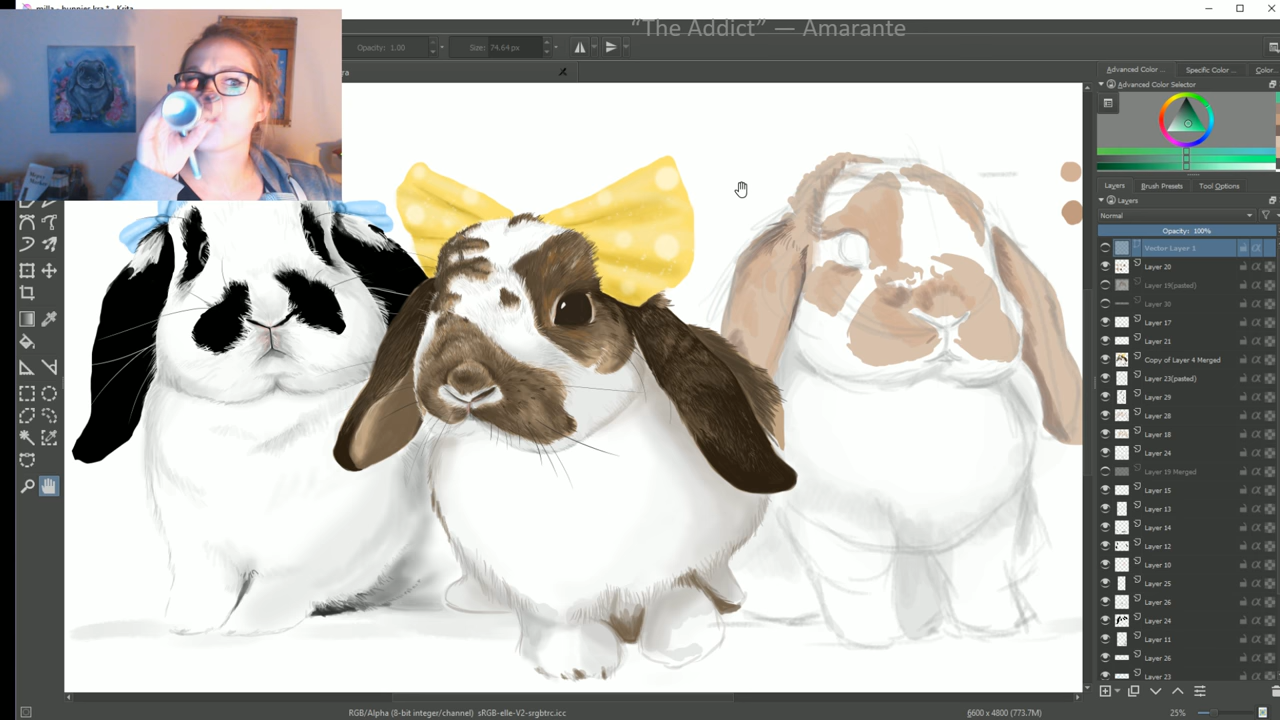 milla - bunnies.kra * - Krita
"The Addict" — Amarante
Opacity: 1.00
Size: 74.64 px
ra
Advanced Color ...
Specific Color ...
Color...
Advanced Color Selector
Layers
Brush Presets
Tool Options
Layers
Normal
Opacity: 100%
Vector Layer 1
Layer 20
Layer 19(pasted)
Layer 30
Layer 17
Layer 21
Copy of Layer 4 Merged
Layer 23(pasted)
Layer 29
Layer 28
Layer 18
Layer 24
Layer 19 Merged
Layer 15
Layer 13
Layer 14
Layer 12
Layer 10
Layer 25
Layer 26
Layer 24
Layer 11
Layer 26
Layer 23
RGB/Alpha (8-bit integer/channel) sRGB-elle-V2-srgbtrc.icc
6600 x 4800 (773.7M)
25%